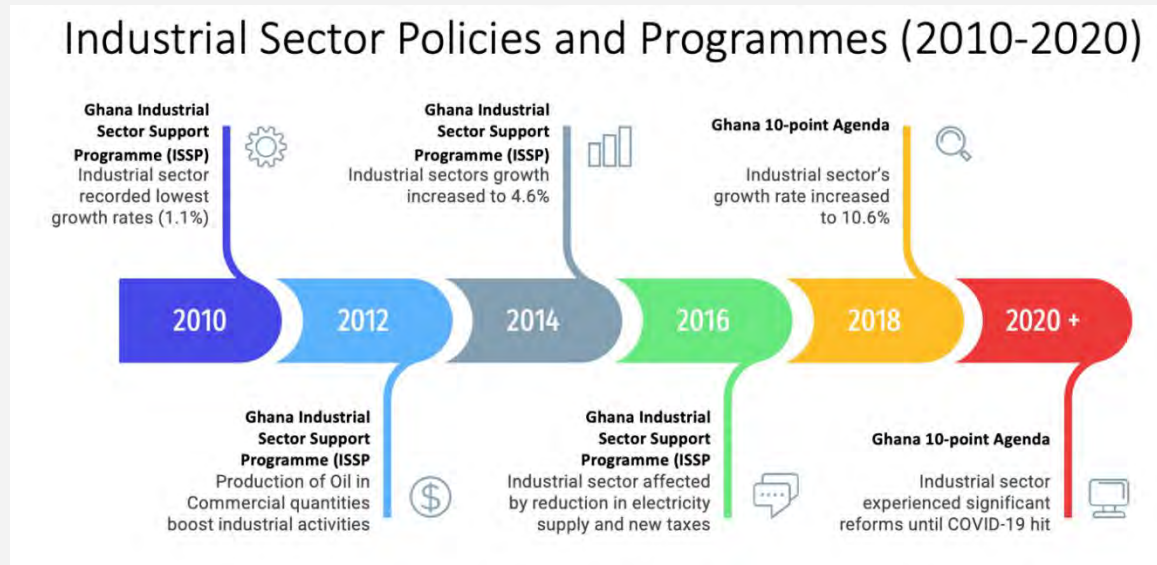 Industrial Sector Policies and Programmes (2010-2020)
Ghana Industrial
Sector Support
Programme (ISSP)
Industrial sector
recorded lowest
growth rates (1.1%)
Ghana Industrial
Sector Support
Programme (ISSP)
Industrial sectors growth
increased to 4.6%
Ghana 10-point Agenda
Industrial sector's
growth rate increased
to 10.6%
2010
2012
2014
2016
2018
2020 +
Ghana Industrial
Sector Support
Programme (ISSP
Production of Oil in
Commercial quantities
boost industrial activities
$
Ghana Industrial
Sector Support
Programme (ISSP
Industrial sector affected
by reduction in electricity
supply and new taxes
Ghana 10-point Agenda
Industrial sector
experienced significant
reforms until COVID-19 hit